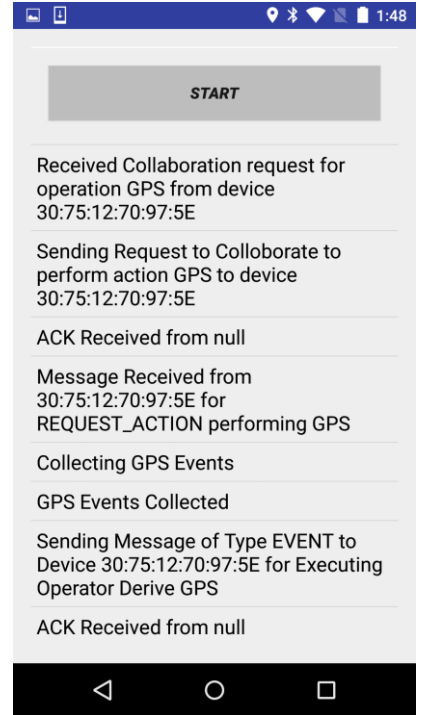 1:48
START
Received Collaboration request for
operation GPS from device
30:75:12:70:97:5E
Sending Request to Colloborate to
perform action GPS to device
30:75:12:70:97:5E
ACK Received from null
Message Received from
30:75:12:70:97:5E for
REQUEST_ACTION performing GPS
Collecting GPS Events
GPS Events Collected
Sending Message of Type EVENT to
Device 30:75:12:70:97:5E for Executing
Operator Derive GPS
ACK Received from null